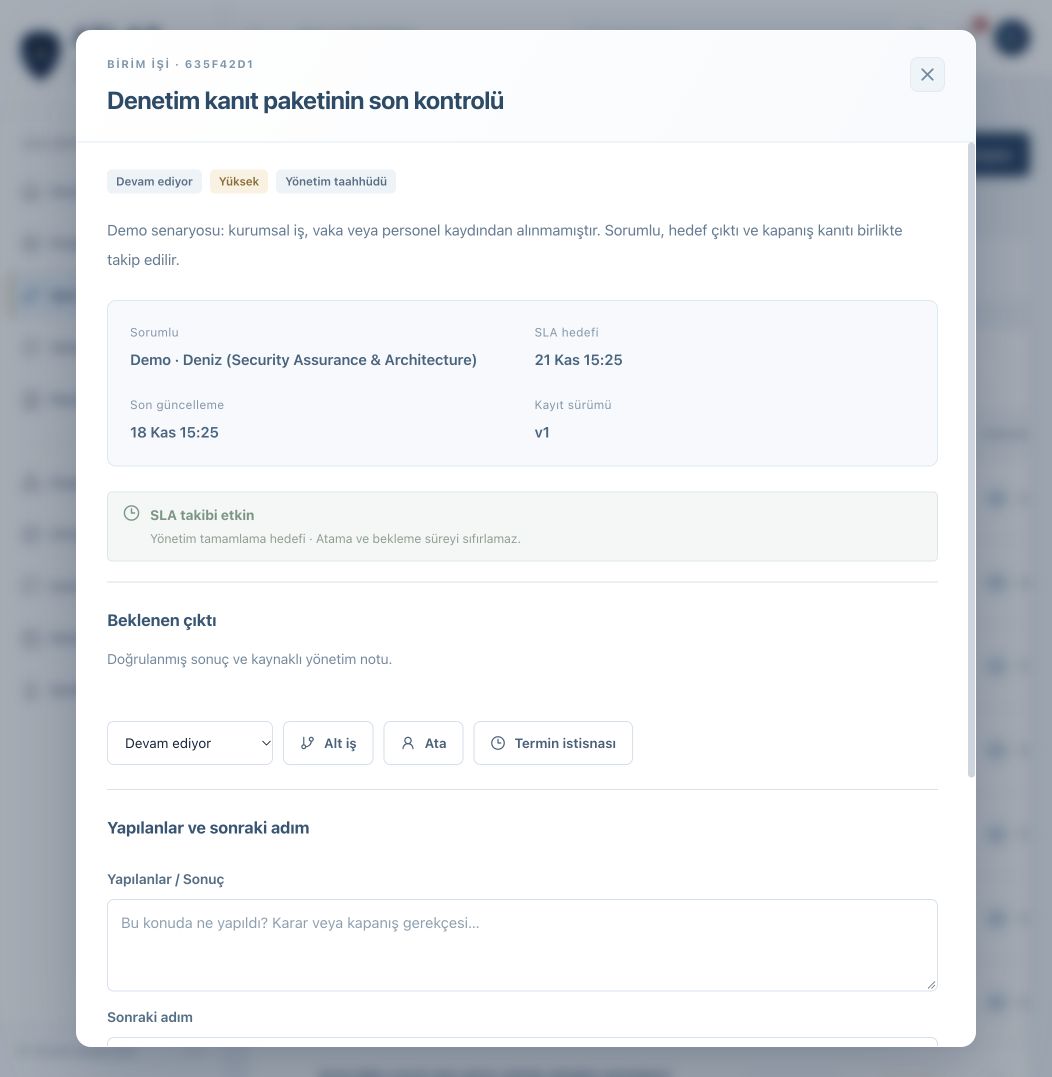 BİRİM İŞİ · 635F42D1
Denetim kanıt paketinin son kontrolü
Devam ediyor
Yüksek
Yönetim taahhüdü
Demo senaryosu: kurumsal iş, vaka veya personel kaydından alınmamıştır. Sorumlu, hedef çıktı ve kapanış kanıtı birlikte
takip edilir.
Sorumlu
Demo · Deniz (Security Assurance & Architecture)
SLA hedefi
21 Kas 15:25
Son güncelleme
18 Kas 15:25
Kayıt sürümü
v1
SLA takibi etkin
Yönetim tamamlama hedefi · Atama ve bekleme süreyi sıfırlamaz.
Beklenen çıktı
Doğrulanmış sonuç ve kaynaklı yönetim notu.
Devam ediyor
Alt iş
Ata
Termin istisnası
Yapılanlar ve sonraki adım
Yapılanlar / Sonuç
Bu konuda ne yapıldı? Karar veya kapanış gerekçesi...
Sonraki adım